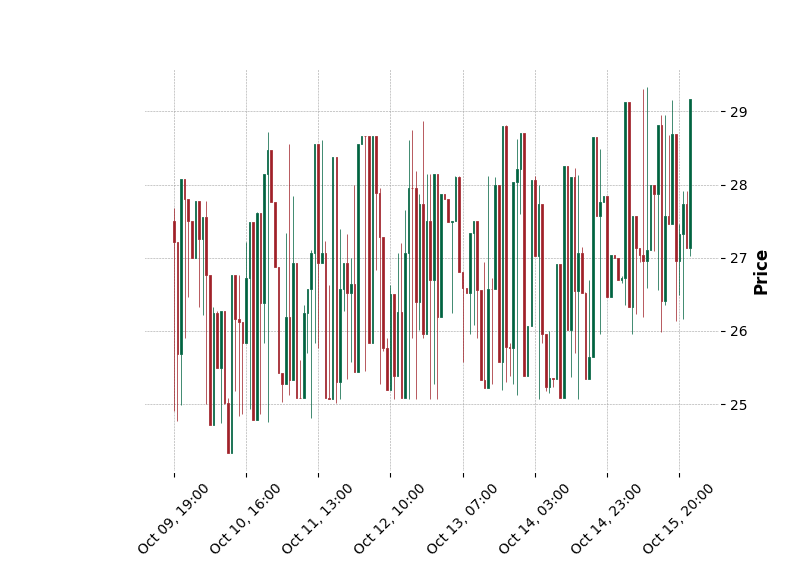 29
28
27
26
25
Price
Oct 09, 19:00
Oct 10, 16:00
Oct 11, 13:00
Oct 12, 10:00
Oct 13, 07:00
Oct 14, 03:00
Oct 14, 23:00
Oct 15, 20:00